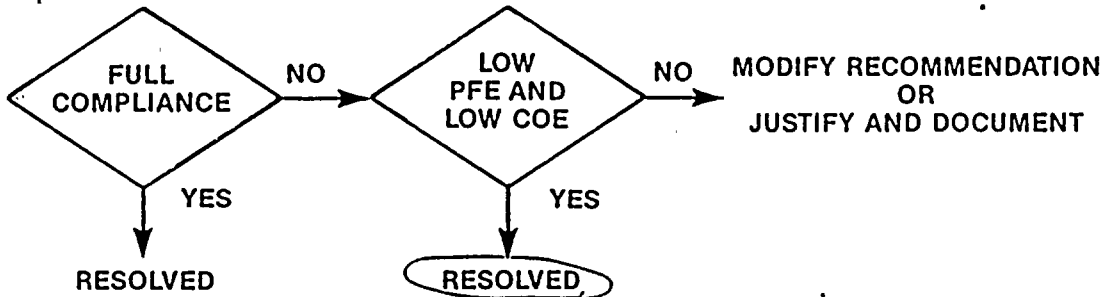 FULL
COMPLIANCE
NO
LOW
PFE AND
LOW COE
NO
MODIFY RECOMMENDATION
OR
JUSTIFY AND DOCUMENT
YES
YES
RESOLVED
RESOLVED